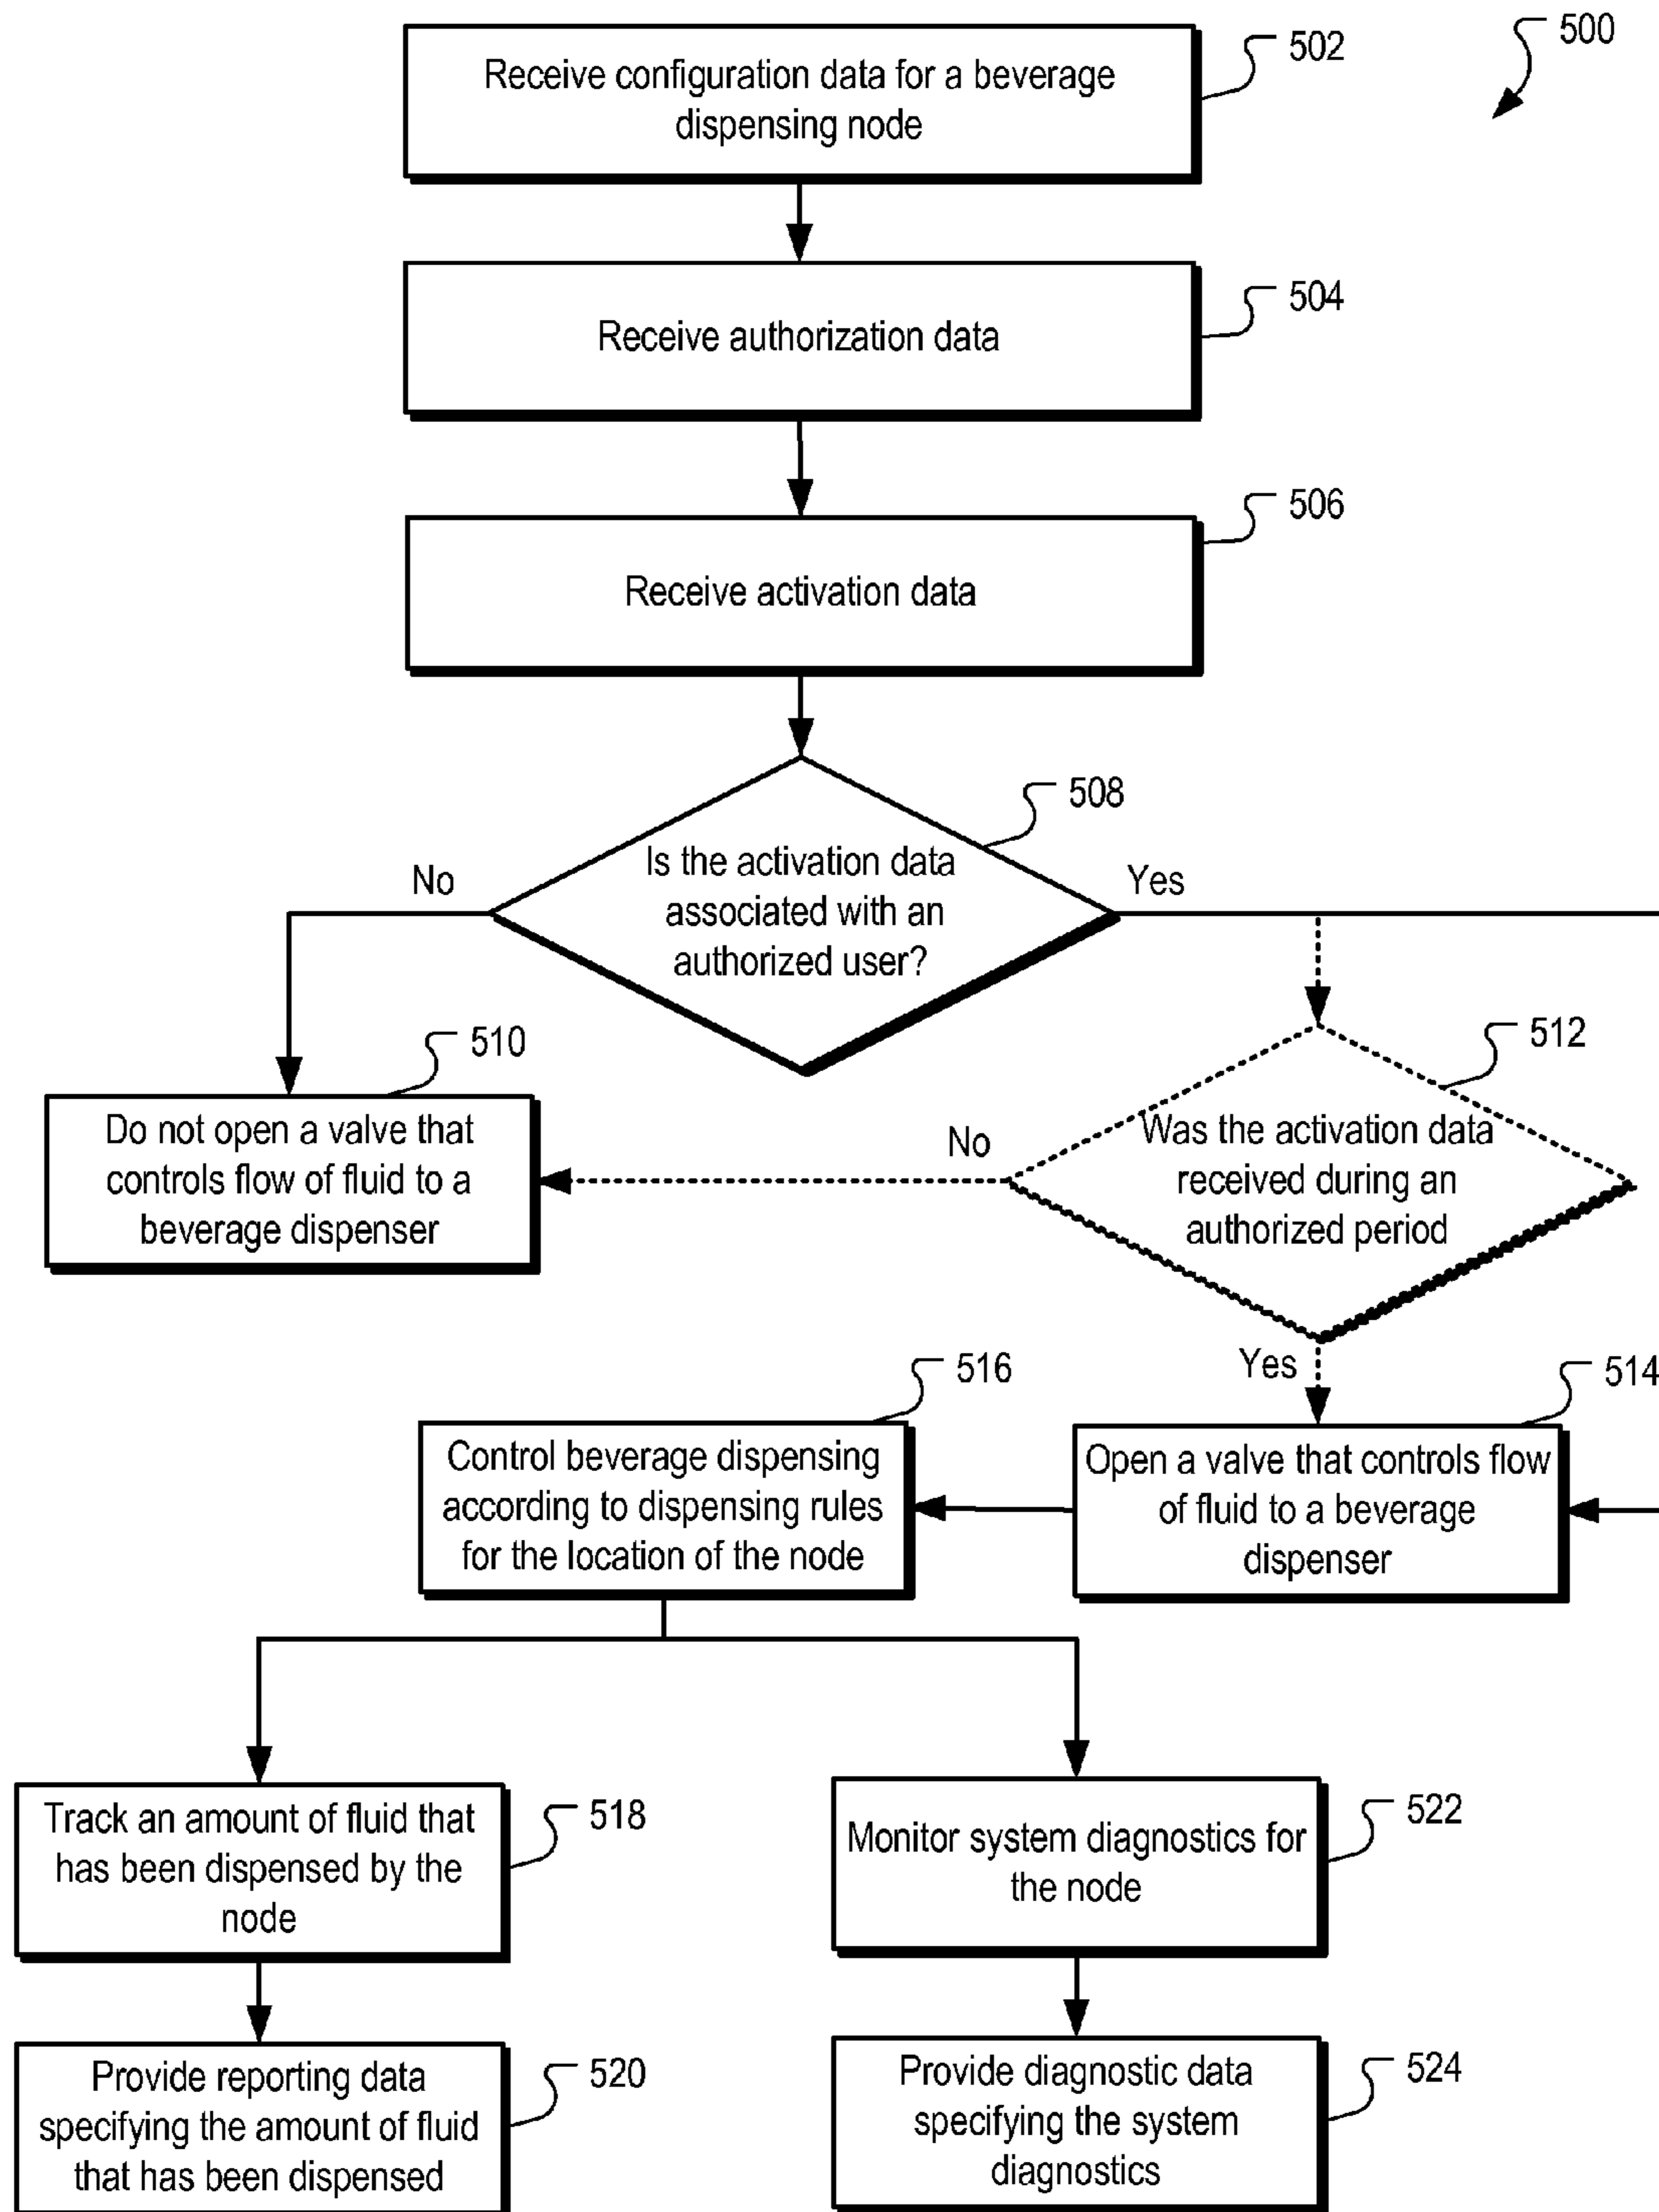 500
Receive configuration data for a beverage
dispensing node
502
Receive authorization data
504
Receive activation data
506
Is the activation data
associated with an
authorized user?
508
No
Yes
Do not open a valve that
controls flow of fluid to a
beverage dispenser
510
Was the activation data
received during an
authorized period
512
No
Yes
Open a valve that controls flow
of fluid to a beverage
dispenser
514
Control beverage dispensing
according to dispensing rules
for the location of the node
516
Track an amount of fluid that
has been dispensed by the
node
518
Monitor system diagnostics for
the node
522
Provide reporting data
specifying the amount of fluid
that has been dispensed
520
Provide diagnostic data
specifying the system
diagnostics
524